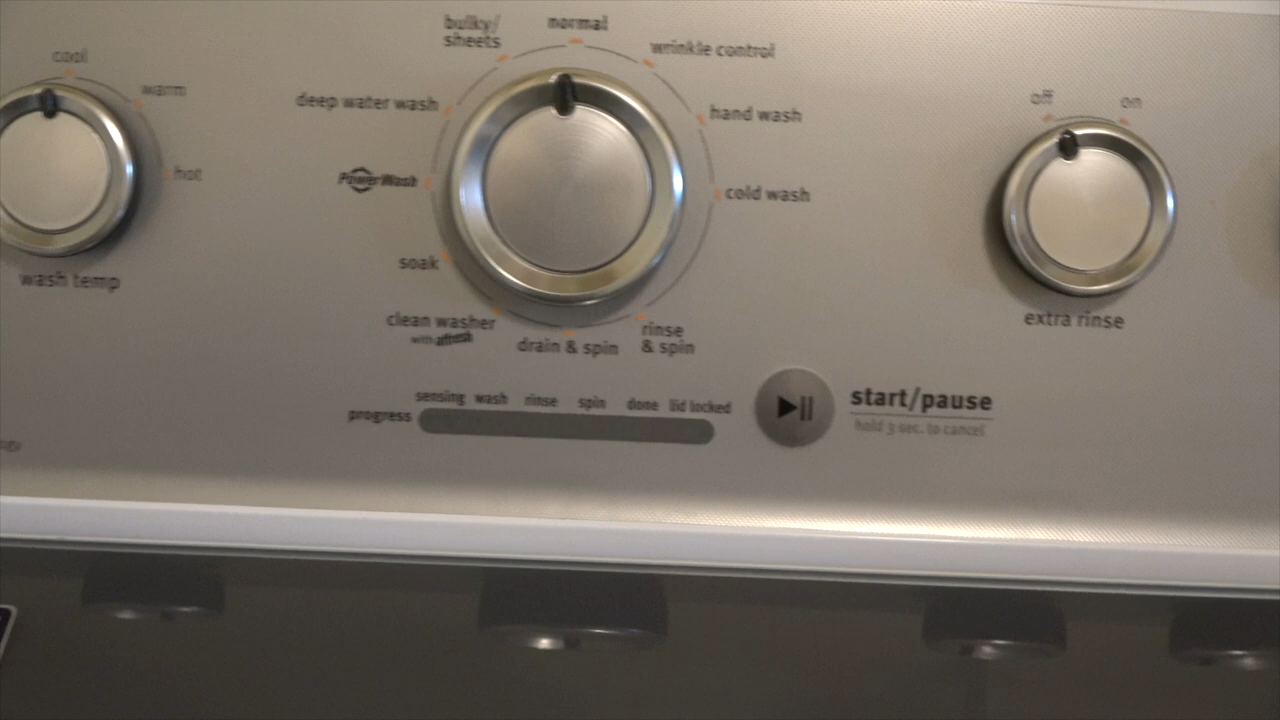 cool
warm
hot
wash temp
bulky/
sheets
normal
wrinkle control
deep water wash
hand wash
PowerWash
cold wash
soak
clean washer
with affresh
drain & spin
rinse
& spin
off
on
extra rinse
progress
sensing wash rinse spin done lid locked
start/pause
hold 3 sec. to cancel